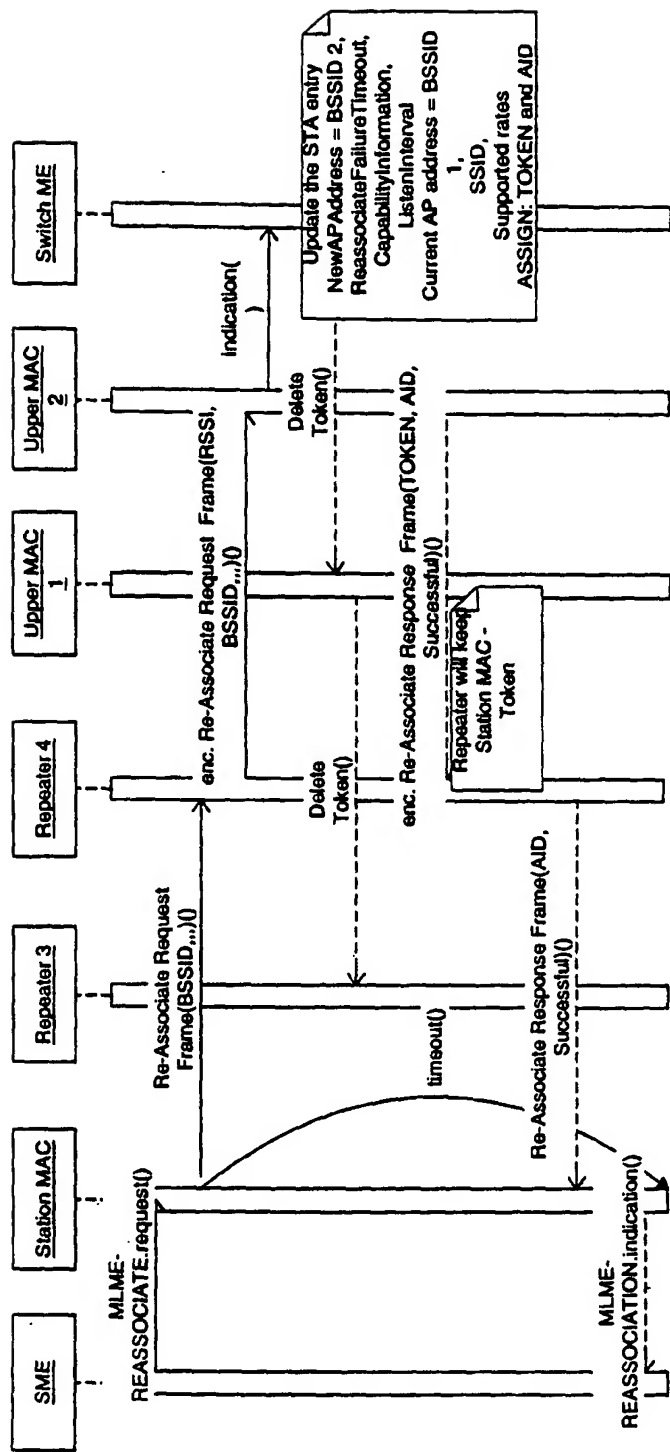 SME
Station MAC
Repeater 3
Repeater 4
Upper MAC
1
Upper MAC
2
Switch ME
MLME-
REASSOCIATE.request()
Re-Associate Request
Frame(BSSID,,,)()
enc. Re-Associate Request Frame(RSSI,
BSSID,,,)()
indication(
)
Update the STA entry
NewAPAddress = BSSID 2,
ReassociateFailureTimeout,
CapabilityInformation,
ListenInterval
Current AP address = BSSID
1,
SSID,
Supported rates
ASSIGN: TOKEN and AID
Delete
Token()
Delete
Token()
timeout()
enc. Re-Associate Response Frame(TOKEN, AID,
Successful)()
Repeater will keep
Station MAC -
Token
Re-Associate Response Frame(AID,
Successful)()
MLME-
REASSOCIATION.indication()